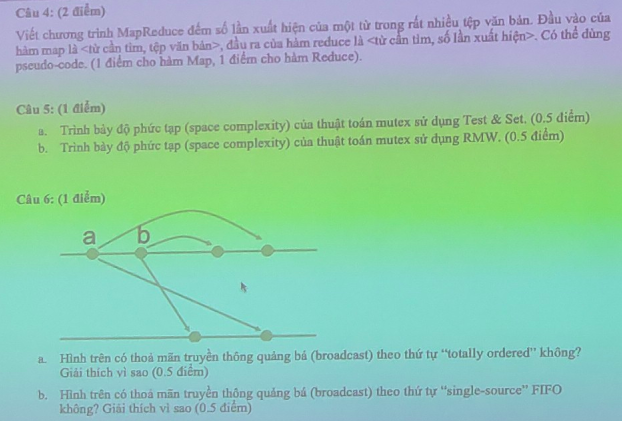 Câu 4: (2 điểm)
Viết chương trình MapReduce đếm số lần xuất hiện của một từ trong rất nhiều tệp văn bản. Đầu vào của
hàm map là <từ cần tìm, tệp văn bản>, đầu ra của hàm reduce là <từ cần tìm, số lần xuất hiện>. Có thể dùng
pseudo-code. (1 điểm cho hàm Map, 1 điểm cho hàm Reduce).
Câu 5: (1 điểm)
a. Trình bày độ phức tạp (space complexity) của thuật toán mutex sử dụng Test & Set. (0.5 điểm)
b. Trình bày độ phức tạp (space complexity) của thuật toán mutex sử dụng RMW. (0.5 điểm)
Câu 6: (1 điểm)
a b
a. Hình trên có thoả mãn truyền thông quảng bá (broadcast) theo thứ tự “totally ordered” không?
Giải thích vì sao (0.5 điểm)
b. Hình trên có thoả mãn truyền thông quảng bá (broadcast) theo thứ tự “single-source” FIFO
không? Giải thích vì sao (0.5 điểm)